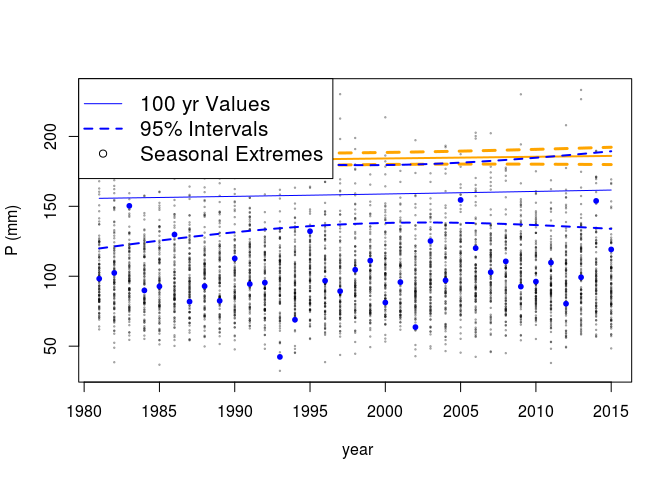 100 yr Values
95% Intervals
Seasonal Extremes
P (mm)
200
150
100
50
1980 1985 1990 1995 2000 2005 2010 2015
year